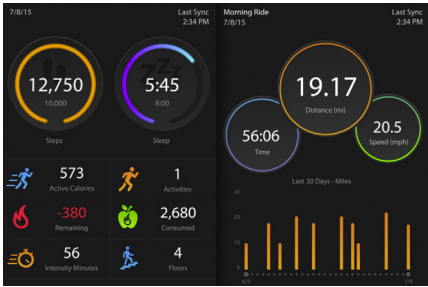 7/8/15
Last Sync
2:34 PM
12,750
10,000
Steps
5:45
8:00
Sleep
573
Active Calories
1
Activities
-380
Remaining
2,680
Consumed
56
Intensity Minutes
4
Floors
Morning Ride
7/8/15
Last Sync
2:34 PM
19.17
Distance (mi)
56:06
Time
20.5
Speed (mph)
Last 30 Days - Miles
30
20
10
0
6/9
7/8